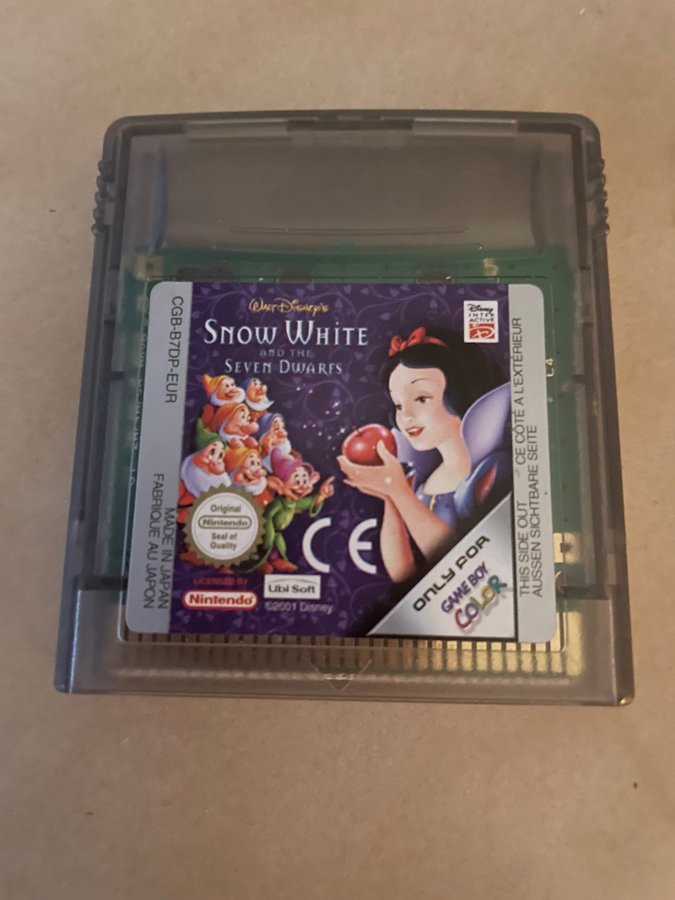 CGB-B7DP-EUR
MADE IN JAPAN
FABRIQUE AU JAPON
Walt Disney's
SNOW WHITE
AND THE
SEVEN DWARFS
Disney
INTER
ACTIVE
Original
Nintendo
Seal of
Quality
CE
LICENSED BY
Nintendo
Ubi Soft
©2001 Disney
ONLY FOR
GAME BOY
COLOR
THIS SIDE OUT CE CÔTÉ A L'EXTÉRIEUR
AUSSEN SICHTBARE SEITE